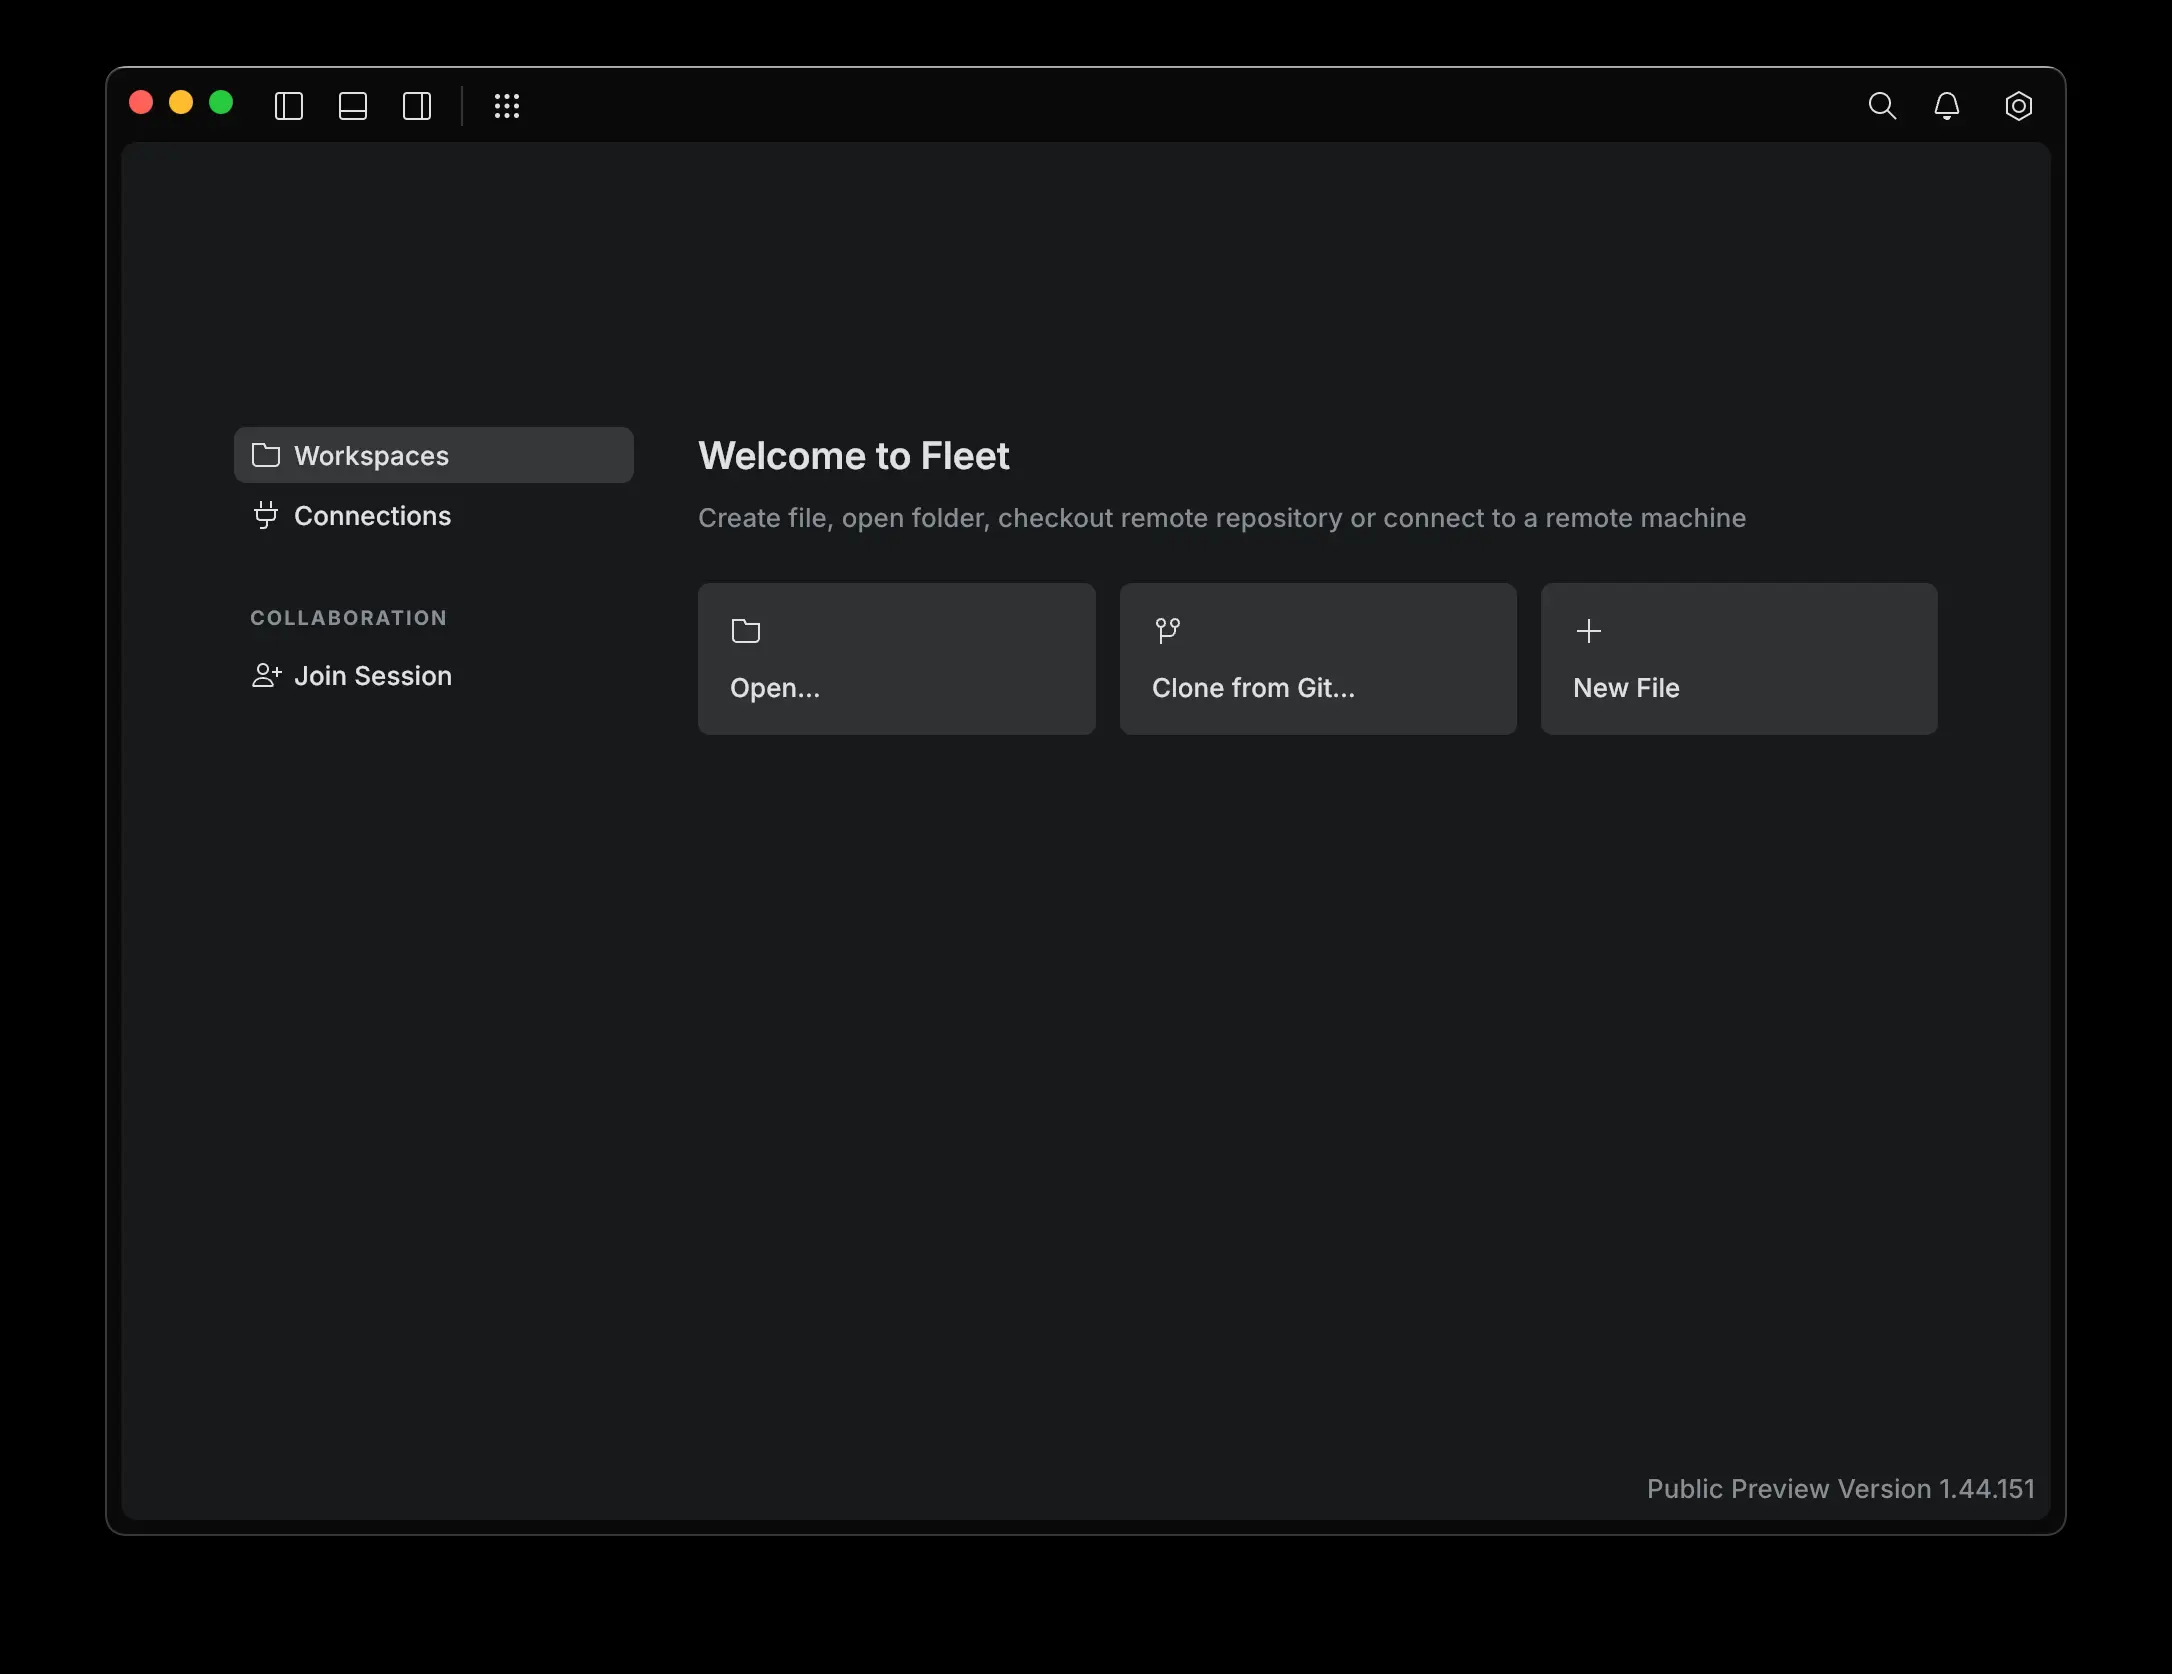 Workspaces
Connections
COLLABORATION
Join Session
Welcome to Fleet
Create file, open folder, checkout remote repository or connect to a remote machine
Open...
Clone from Git...
New File
Public Preview Version 1.44.151